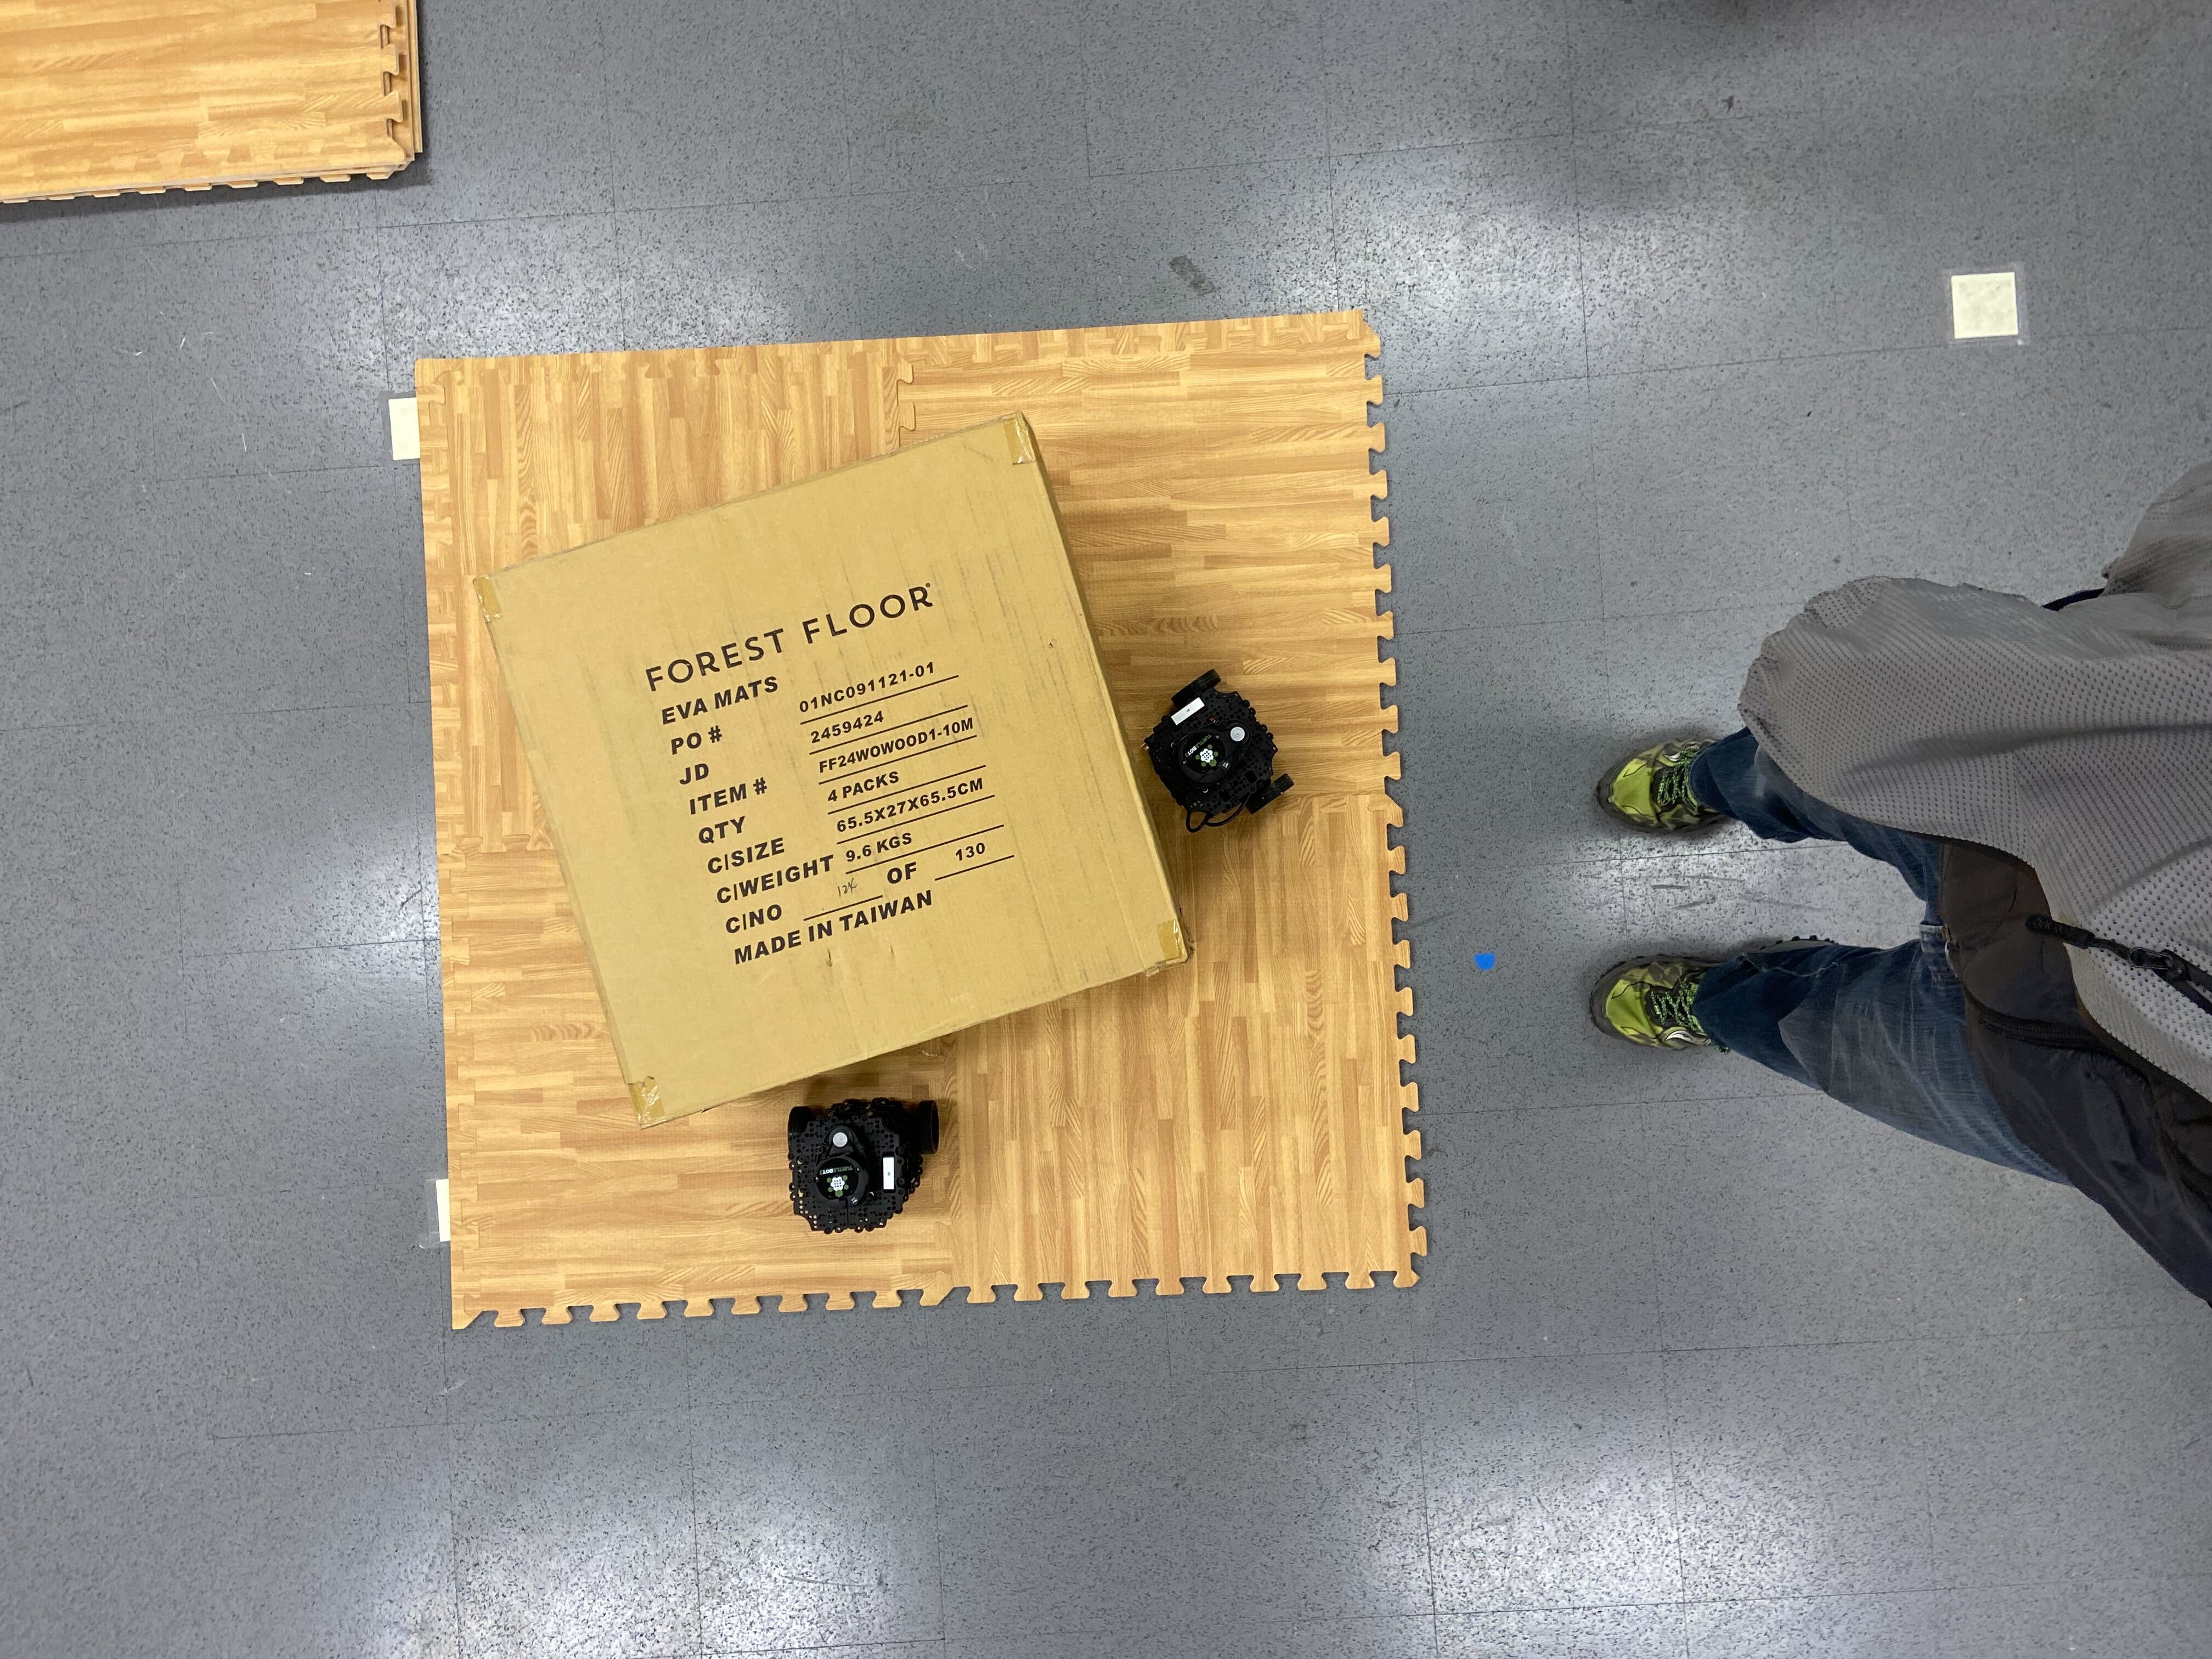 FOREST FLOOR®
EVA MATS
PO # 01NC091121-01
JD 2459424
ITEM # FF24WOWOOD1-10M
QTY 4 PACKS
C/SIZE 65.5X27X65.5CM
C/WEIGHT 9.6 KGS
C/NO OF 130
MADE IN TAIWAN